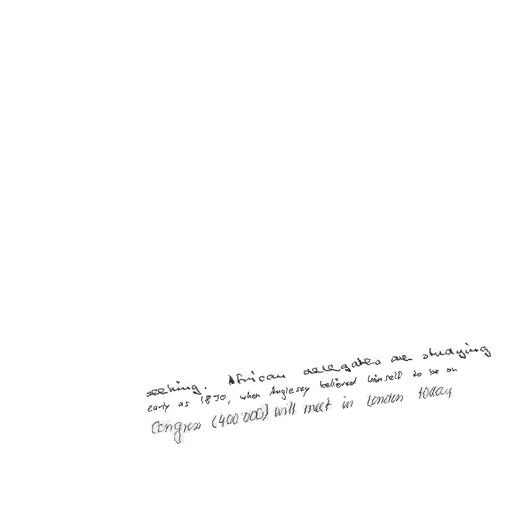 seeking. African delegates are studying
early as 1830, when Anglesey believed himself to be on
Congress (400'000) will meet in London today